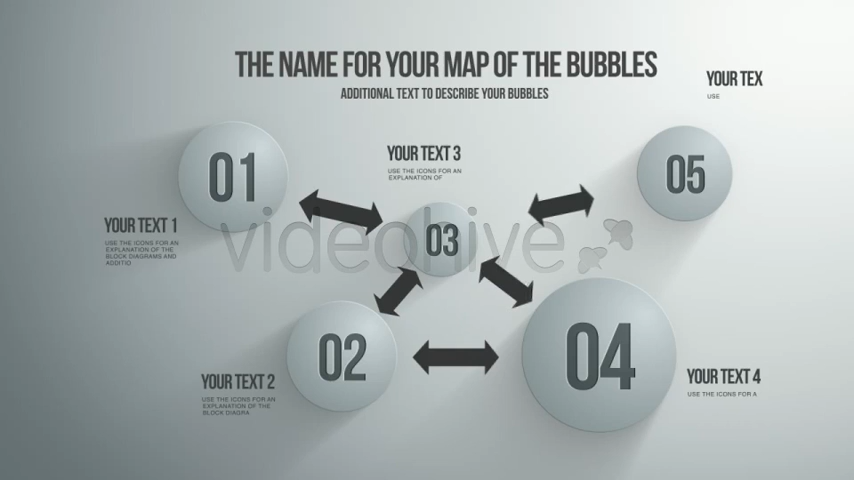 THE NAME FOR YOUR MAP OF THE BUBBLES
ADDITIONAL TEXT TO DESCRIBE YOUR BUBBLES
YOUR TEX
USE
01
YOUR TEXT 3
USE THE ICONS FOR AN
EXPLANATION OF
05
YOUR TEXT 1
USE THE ICONS FOR AN
EXPLANATION OF THE
BLOCK DIAGRAMS AND
ADDITIO
videohive
03
02
04
YOUR TEXT 2
USE THE ICONS FOR AN
EXPLANATION OF THE
BLOCK DIAGRA
YOUR TEXT 4
USE THE ICONS FOR A